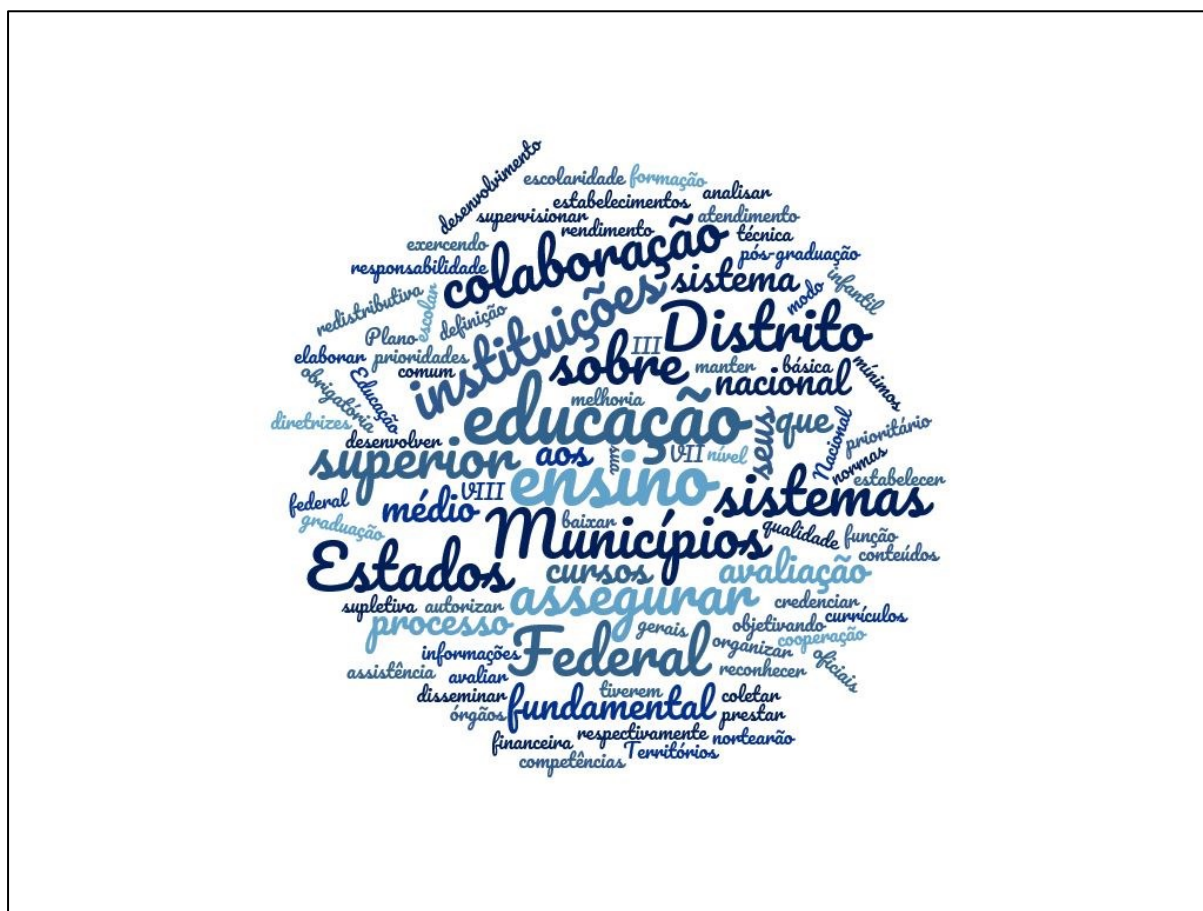 desenvolvimento
escolaridade formação
estabelecimentos analisar
supervisionar atendimento
exercendo rendimento técnica
colaboração
responsabilidade pós-graduação
sistema infantil
instituições modo
redistributiva escolar definição
Distrito
Plano III
elaborar prioridades sobre manter básica mínimos
comum nacional
obrigatória Educação melhoria
diretrizes educação seus que Nacional prioritário
desenvolver
superior aos sua VII nível normas
ensino sistemas estabelecer
federal médio VIII
graduação baixar qualidade função
Municípios conteúdos
Estados cursos avaliação
supletiva autorizar assegurar credenciar
processo gerais objetivando currículos
informações Federal organizar cooperação
assistência avaliar reconhecer oficiais
disseminar tiverem coletar
órgãos fundamental prestar
financeira respectivamente nortearão
competências Territórios